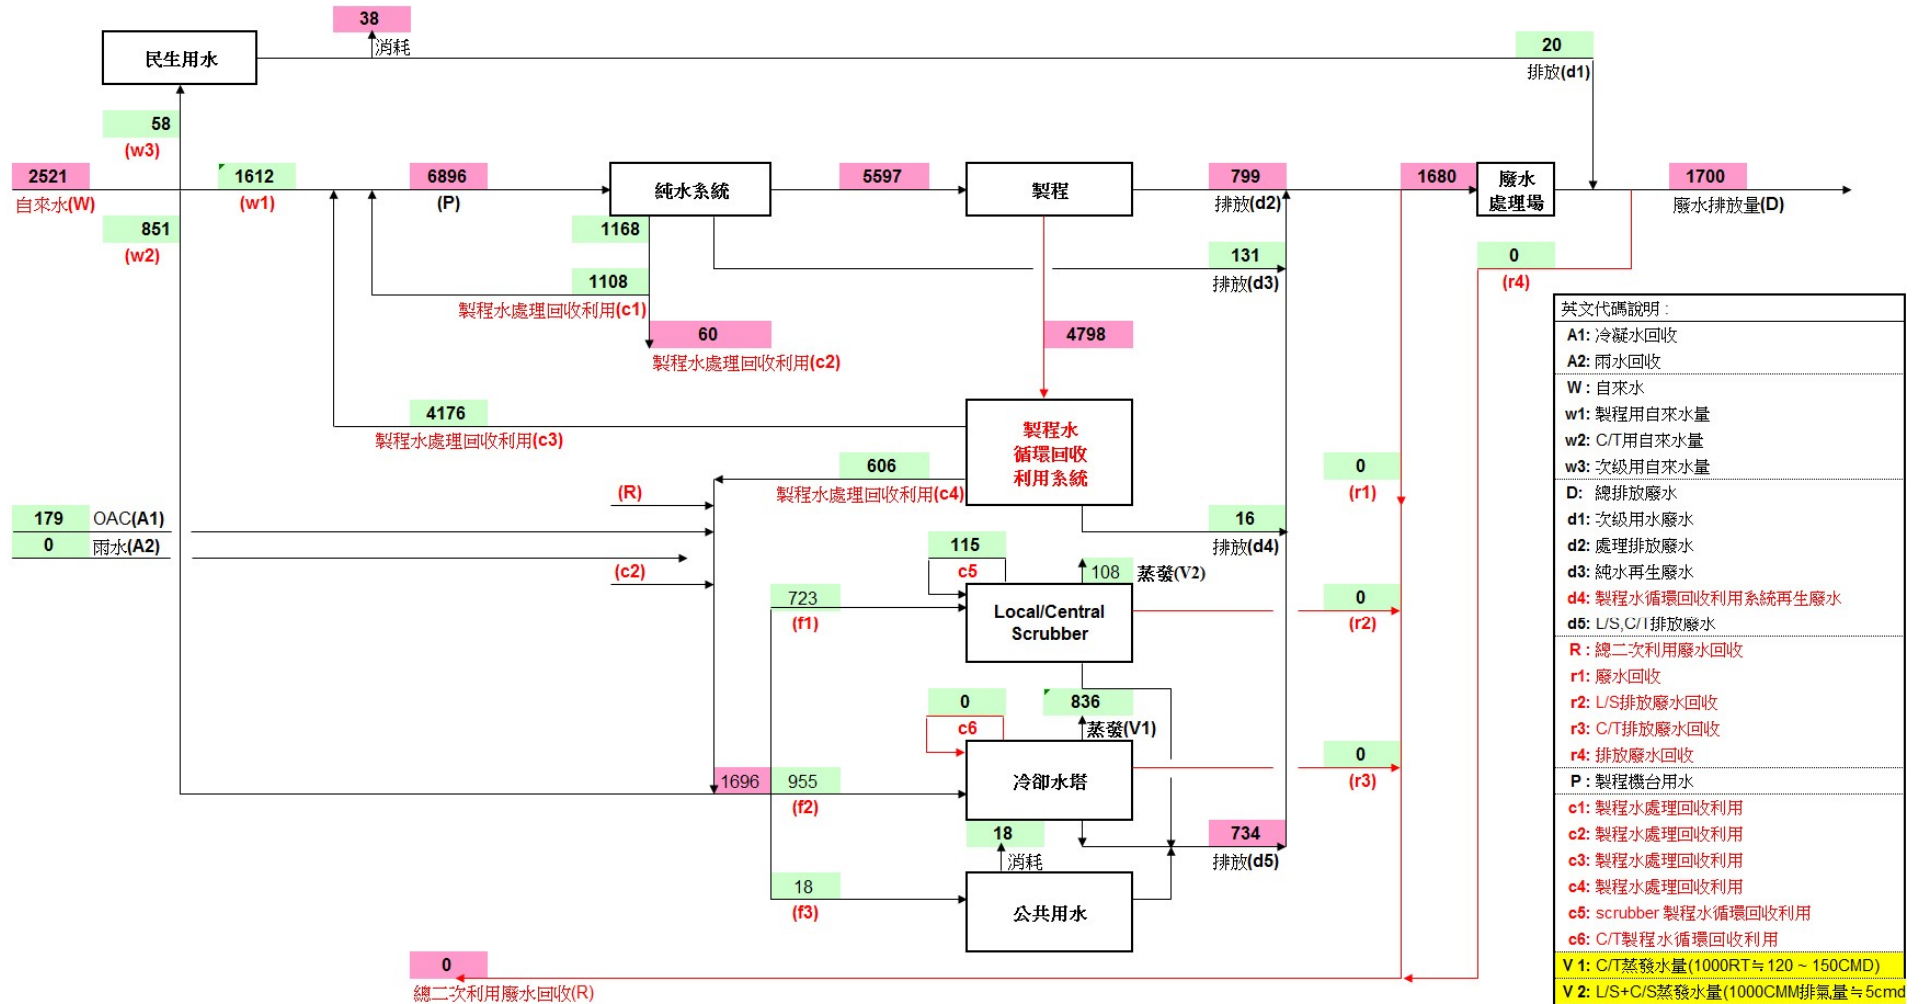 38
消耗
民生用水
20
排放(d1)
58
(w3)
2521
自來水(W)
1612
(w1)
6896
(P)
純水系統
5597
製程
799
排放(d2)
1680
廢水
處理場
1700
廢水排放量(D)
851
(w2)
1168
131
排放(d3)
0
(r4)
1108
製程水處理回收利用(c1)
60
製程水處理回收利用(c2)
4798
4176
製程水處理回收利用(c3)
製程水
循環回收
利用系統
606
製程水處理回收利用(c4)
0
(r1)
(R)
179 OAC(A1)
0 雨水(A2)
16
排放(d4)
115
c5
108 蒸發(V2)
(c2)
723
(f1)
Local/Central
Scrubber
0
(r2)
0
c6
836
蒸發(V1)
冷卻水塔
0
(r3)
1696 955
(f2)
18
消耗
734
排放(d5)
18
(f3)
公共用水
0
總二次利用廢水回收(R)
英文代碼說明 :
A1: 冷凝水回收
A2: 雨水回收
W : 自來水
w1: 製程用自來水量
w2: C/T用自來水量
w3: 次级用自來水量
D: 總排放廢水
d1: 次级用水廢水
d2: 處理排放廢水
d3: 純水再生廢水
d4: 製程水循環回收利用系統再生廢水
d5: L/S,C/T排放廢水
R : 總二次利用廢水回收
r1: 廢水回收
r2: L/S排放廢水回收
r3: C/T排放廢水回收
r4: 排放廢水回收
P : 製程機台用水
c1: 製程水處理回收利用
c2: 製程水處理回收利用
c3: 製程水處理回收利用
c4: 製程水處理回收利用
c5: scrubber 製程水循環回收利用
c6: C/T製程水循環回收利用
V 1: C/T蒸發水量(1000RT≒120 ~ 150CMD)
V 2: L/S+C/S蒸發水量(1000CMM排氣量≒5cmd